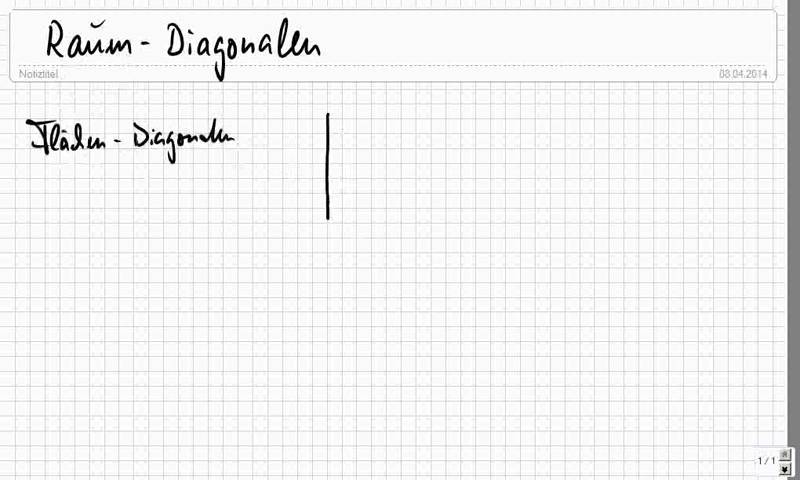 Raum - Diagonalen
Notiztitel
03.04.2014
Flächen - Diagonalen
1 / 1